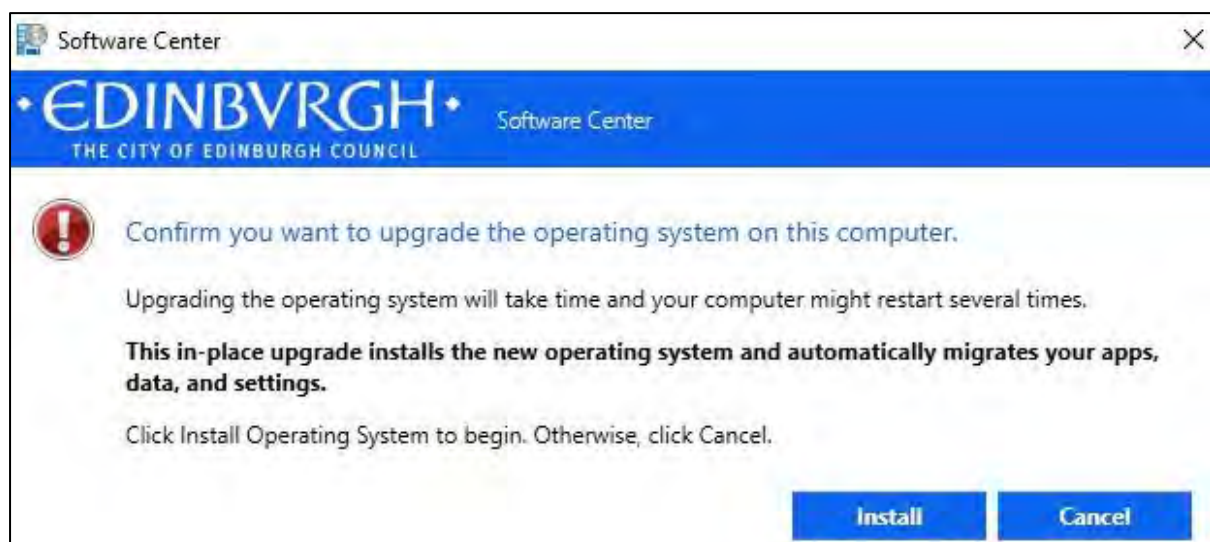 Software Center
·EDINBVRGH·
THE CITY OF EDINBURGH COUNCIL
Software Center
Confirm you want to upgrade the operating system on this computer.
Upgrading the operating system will take time and your computer might restart several times.
This in-place upgrade installs the new operating system and automatically migrates your apps,
data, and settings.
Click Install Operating System to begin. Otherwise, click Cancel.
Install
Cancel